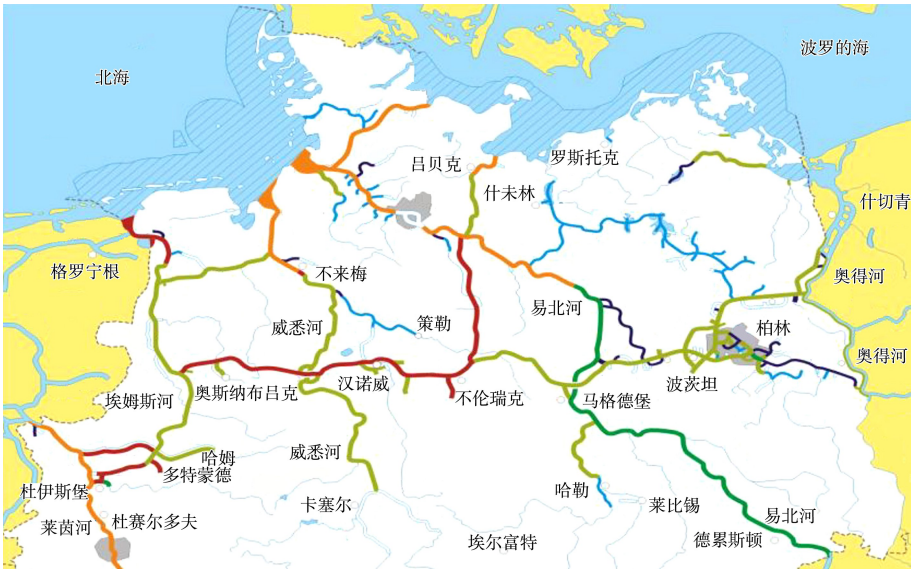 北海
波罗的海
吕贝克
罗斯托克
什未林
什切青
格罗宁根
不来梅
奥得河
威悉河
策勒
易北河
柏林
奥得河
埃姆斯河
奥斯纳布吕克
汉诺威
不伦瑞克
马格德堡
波茨坦
哈姆
多特蒙德
威悉河
杜伊斯堡
哈勒
莱比锡
卡塞尔
莱茵河
杜赛尔多夫
埃尔富特
德累斯顿
易北河